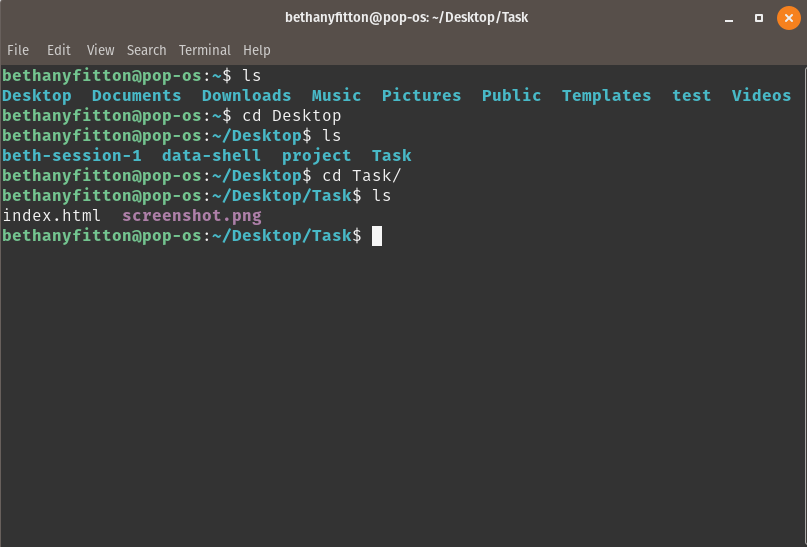 bethanyfitton@pop-os: ~/Desktop/Task
File Edit View Search Terminal Help
bethanyfitton@pop-os:~$ ls
Desktop  Documents  Downloads  Music  Pictures  Public  Templates  test  Videos
bethanyfitton@pop-os:~$ cd Desktop
bethanyfitton@pop-os:~/Desktop$ ls
beth-session-1  data-shell  project  Task
bethanyfitton@pop-os:~/Desktop$ cd Task/
bethanyfitton@pop-os:~/Desktop/Task$ ls
index.html  screenshot.png
bethanyfitton@pop-os:~/Desktop/Task$